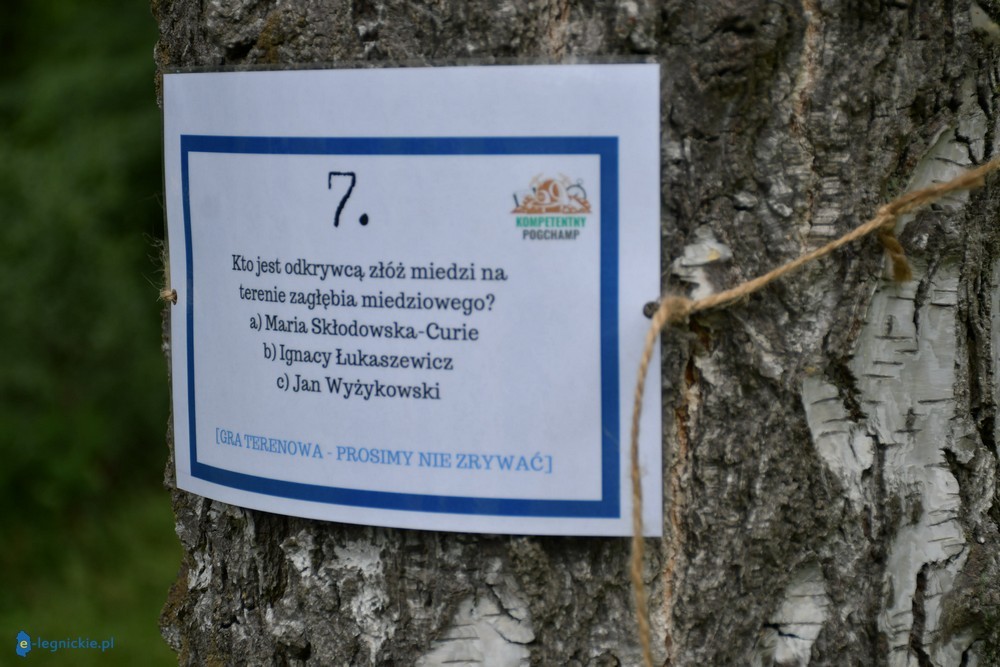 7.
KOMPETENTNY
POGCHAMP
Kto jest odkrywcą złóż miedzi na
terenie zagłębia miedziowego?
a) Maria Skłodowska-Curie
b) Ignacy Łukaszewicz
c) Jan Wyżykowski
[GRA TERENOWA - PROSIMY NIE ZRYWAĆ]
e-legnickie.pl